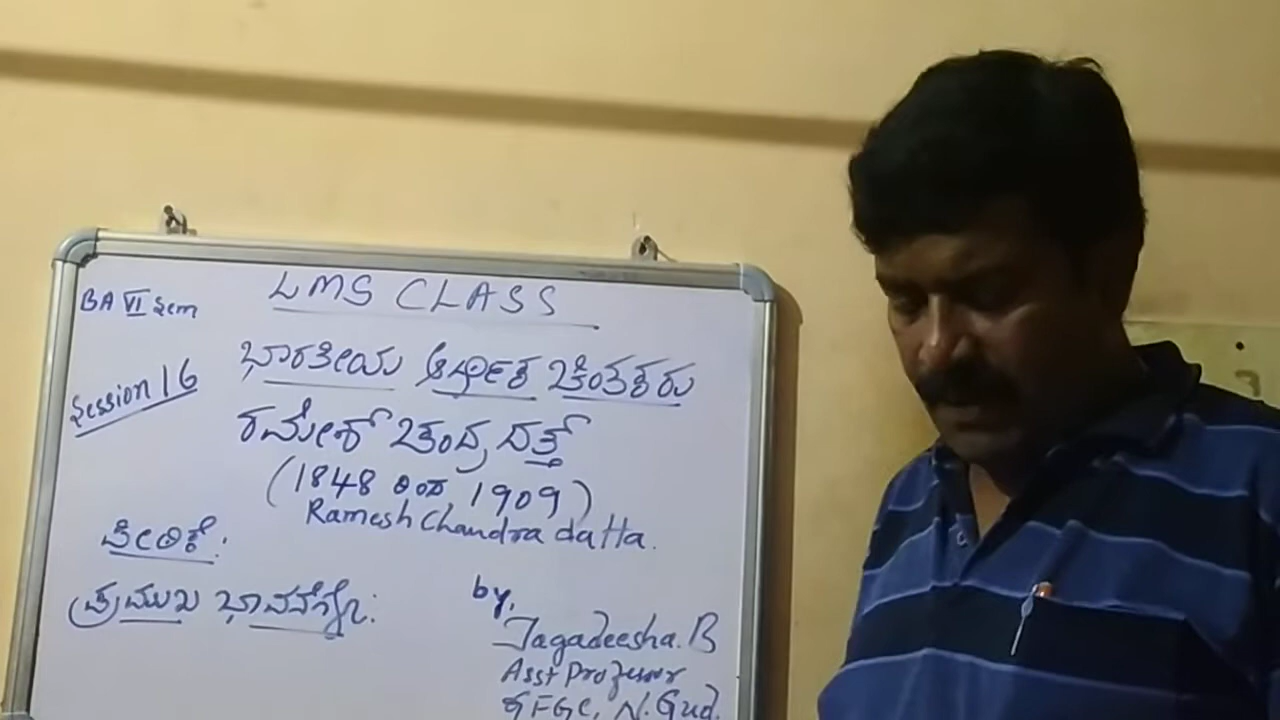 LMS CLASS
BA VI Sem
ಭಾರತೀಯ ಆರ್ಥಿಕ ಚಿಂತಕರು
Session 16
ರಮೇಶ್ ಚಂದ್ರ ದತ್ತ್
(1848 ರಿಂದ 1909)
Ramesh Chandra datta.
ಪೀಠಿಕೆ:
ಪ್ರಮುಖ ಭಾವನೆಗಳು:
by,
Jagadeesha. B
Asst Professor
GFGC, N.Gud.